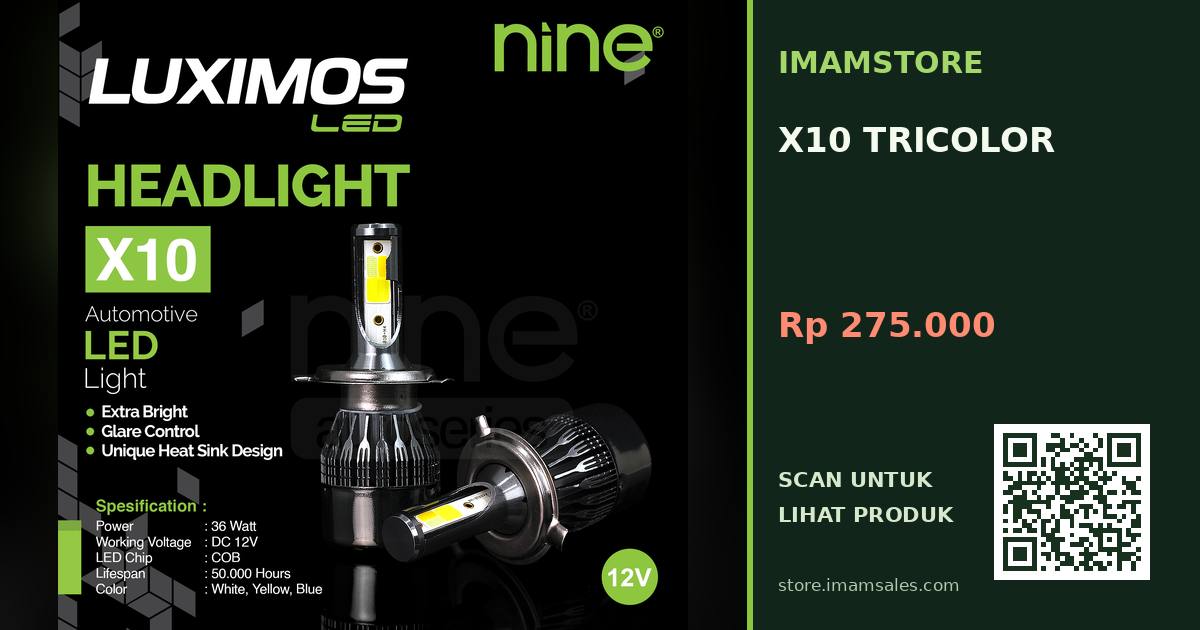 LUXIMOS
LED
nine®
HEADLIGHT
X10
Automotive
LED
Light
Extra Bright
Glare Control
Unique Heat Sink Design
Spesification :
Power : 36 Watt
Working Voltage : DC 12V
LED Chip : COB
Lifespan : 50.000 Hours
Color : White, Yellow, Blue
nine®
12V
IMAMSTORE
X10 TRICOLOR
Rp 275.000
SCAN UNTUK
LIHAT PRODUK
store.imamsales.com